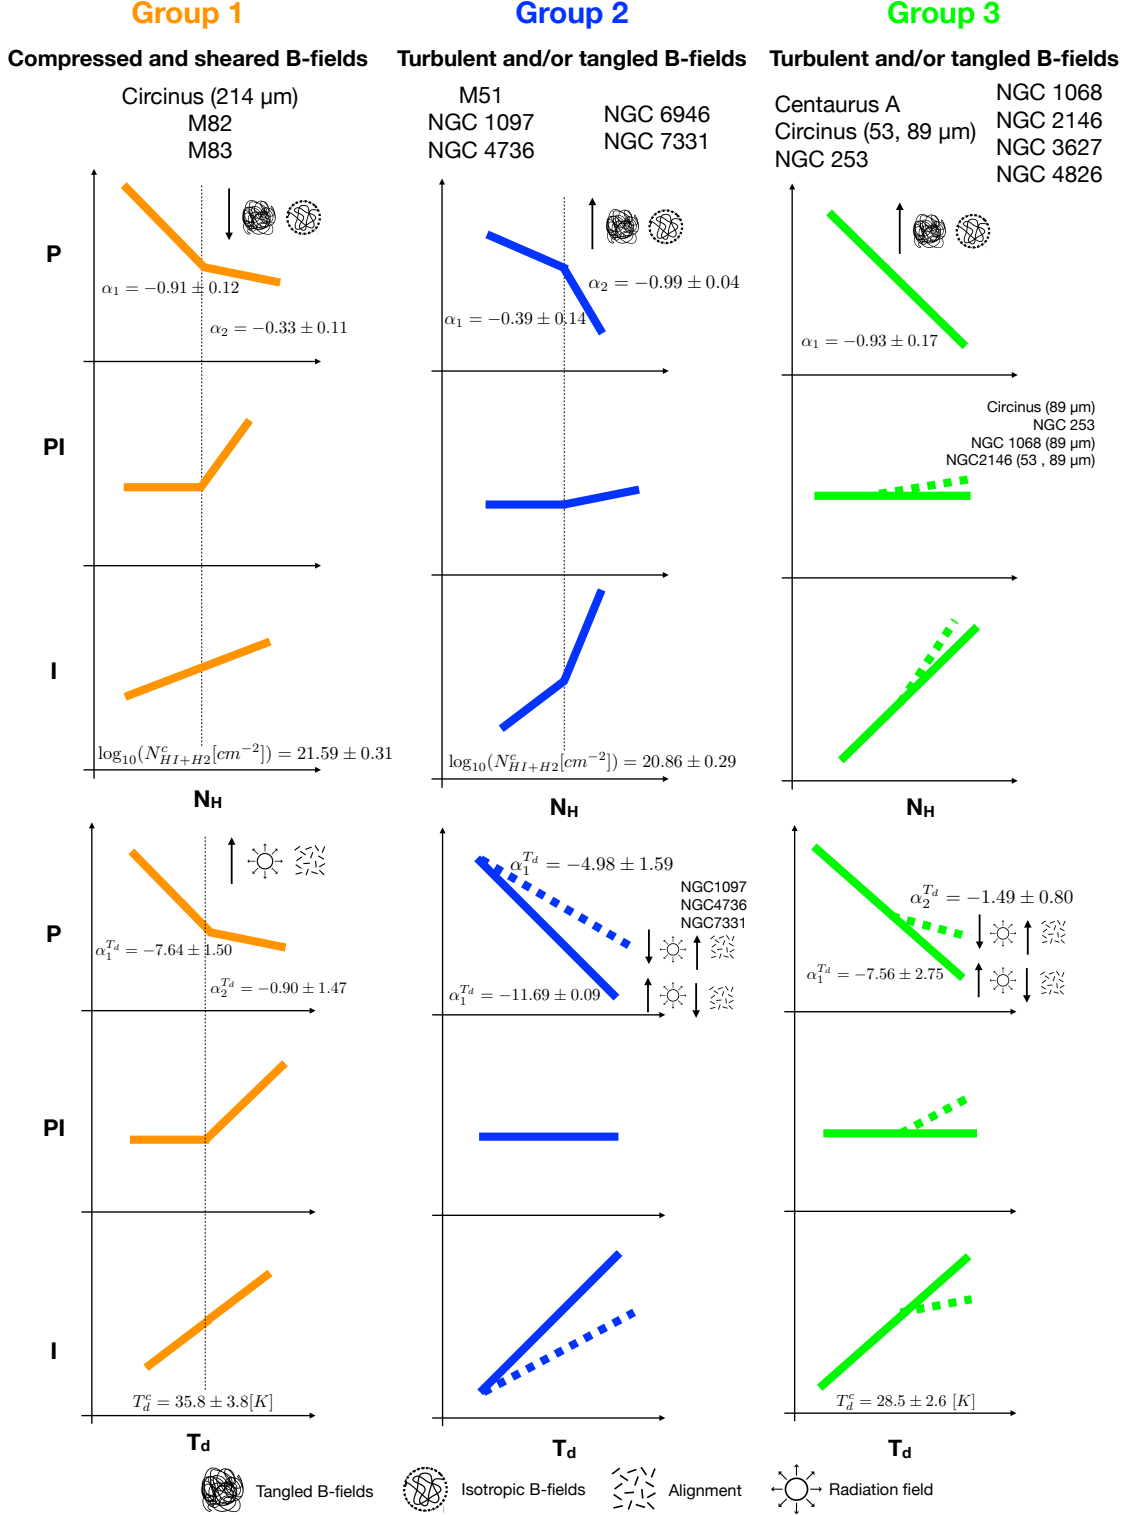 Group 1
Group 2
Group 3
Compressed and sheared B-fields
Turbulent and/or tangled B-fields
Turbulent and/or tangled B-fields
Circinus (214 µm)
M82
M83
M51
NGC 1097
NGC 4736
NGC 6946
NGC 7331
Centaurus A
Circinus (53, 89 µm)
NGC 253
NGC 1068
NGC 2146
NGC 3627
NGC 4826
P
α₁ = −0.91 ± 0.12
α₂ = −0.33 ± 0.11
α₁ = −0.39 ± 0.14
α₂ = −0.99 ± 0.04
α₁ = −0.93 ± 0.17
PI
Circinus (89 µm)
NGC 253
NGC 1068 (89 µm)
NGC2146 (53 , 89 µm)
I
log₁₀(N^c_{HI+H2}[cm⁻²]) = 21.59 ± 0.31
log₁₀(N^c_{HI+H2}[cm⁻²]) = 20.86 ± 0.29
N_H
N_H
N_H
P
α₁^{T_d} = −7.64 ± 1.50
α₂^{T_d} = −0.90 ± 1.47
α₁^{T_d} = −4.98 ± 1.59
NGC1097
NGC4736
NGC7331
α₁^{T_d} = −11.69 ± 0.09
α₂^{T_d} = −1.49 ± 0.80
α₁^{T_d} = −7.56 ± 2.75
PI
I
T_d^c = 35.8 ± 3.8[K]
T_d^c = 28.5 ± 2.6 [K]
T_d
T_d
T_d
Tangled B-fields
Isotropic B-fields
Alignment
Radiation field